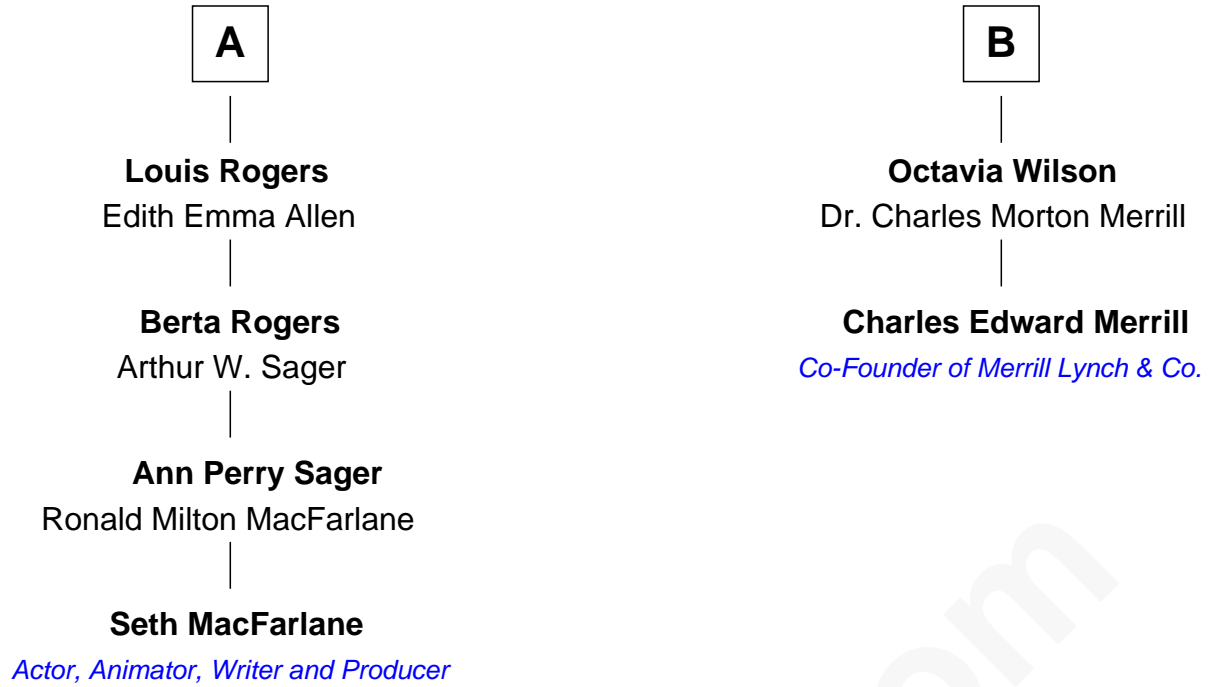 A
Louis Rogers
Edith Emma Allen
Berta Rogers
Arthur W. Sager
Ann Perry Sager
Ronald Milton MacFarlane
Seth MacFarlane
Actor, Animator, Writer and Producer
B
Octavia Wilson
Dr. Charles Morton Merrill
Charles Edward Merrill
Co-Founder of Merrill Lynch & Co.
om